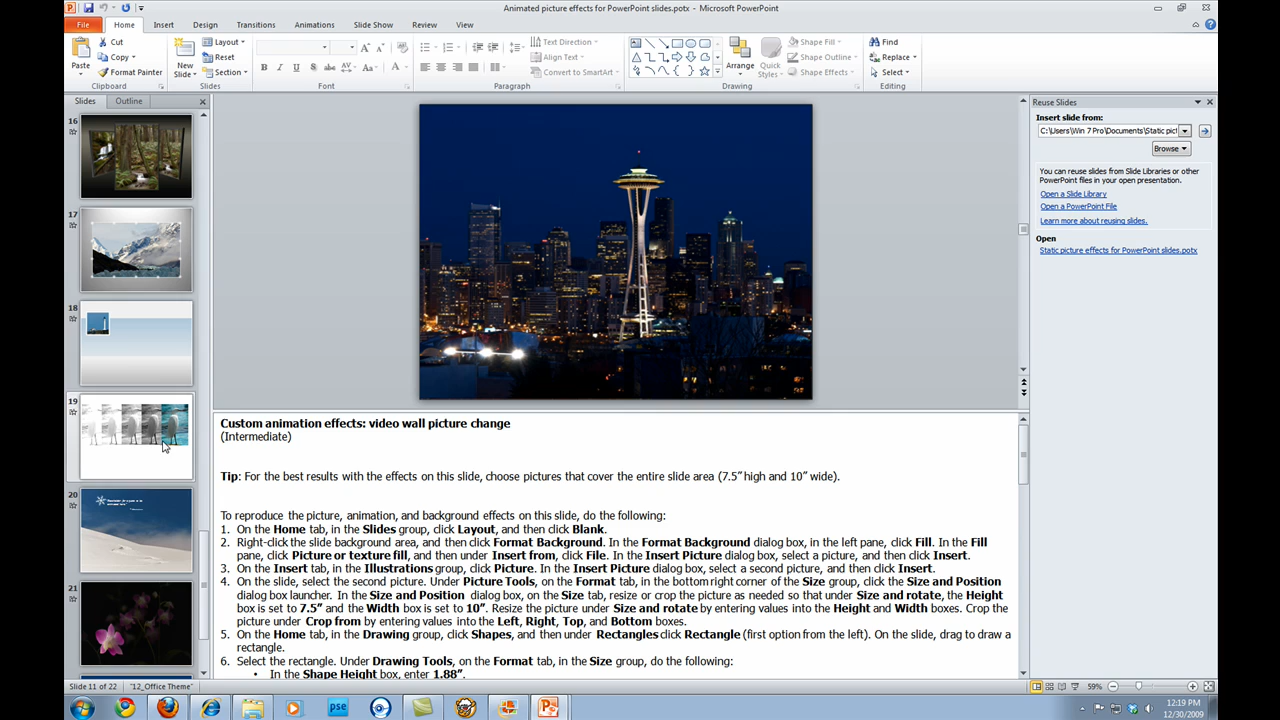 Animated picture effects for PowerPoint slides.potx - Microsoft PowerPoint
File Home Insert Design Transitions Animations Slide Show Review View
Paste
Cut
Copy
Format Painter
Clipboard
New Slide
Layout
Reset
Section
Slides
Font
Text Direction
Align Text
Convert to SmartArt
Paragraph
Arrange
Quick Styles
Shape Fill
Shape Outline
Shape Effects
Drawing
Find
Replace
Select
Editing
Slides Outline
16
17
18
19
20
21
Custom animation effects: video wall picture change
(Intermediate)
Tip: For the best results with the effects on this slide, choose pictures that cover the entire slide area (7.5” high and 10” wide).
To reproduce the picture, animation, and background effects on this slide, do the following:
1. On the Home tab, in the Slides group, click Layout, and then click Blank.
2. Right-click the slide background area, and then click Format Background. In the Format Background dialog box, in the left pane, click Fill. In the Fill
pane, click Picture or texture fill, and then under Insert from, click File. In the Insert Picture dialog box, select a picture, and then click Insert.
3. On the Insert tab, in the Illustrations group, click Picture. In the Insert Picture dialog box, select a second picture, and then click Insert.
4. On the slide, select the second picture. Under Picture Tools, on the Format tab, in the bottom right corner of the Size group, click the Size and Position
dialog box launcher. In the Size and Position dialog box, on the Size tab, resize or crop the picture as needed so that under Size and rotate, the Height
box is set to 7.5” and the Width box is set to 10”. Resize the picture under Size and rotate by entering values into the Height and Width boxes. Crop the
picture under Crop from by entering values into the Left, Right, Top, and Bottom boxes.
5. On the Home tab, in the Drawing group, click Shapes, and then under Rectangles click Rectangle (first option from the left). On the slide, drag to draw a
rectangle.
6. Select the rectangle. Under Drawing Tools, on the Format tab, in the Size group, do the following:
• In the Shape Height box, enter 1.88”.
Reuse Slides
Insert slide from:
C:\Users\Win 7 Pro\Documents\Static pict
Browse
You can reuse slides from Slide Libraries or other
PowerPoint files in your open presentation.
Open a Slide Library
Open a PowerPoint File
Learn more about reusing slides.
Open
Static picture effects for PowerPoint slides.potx
Slide 11 of 22 "12_Office Theme" 59%
pse
12:19 PM
12/30/2009